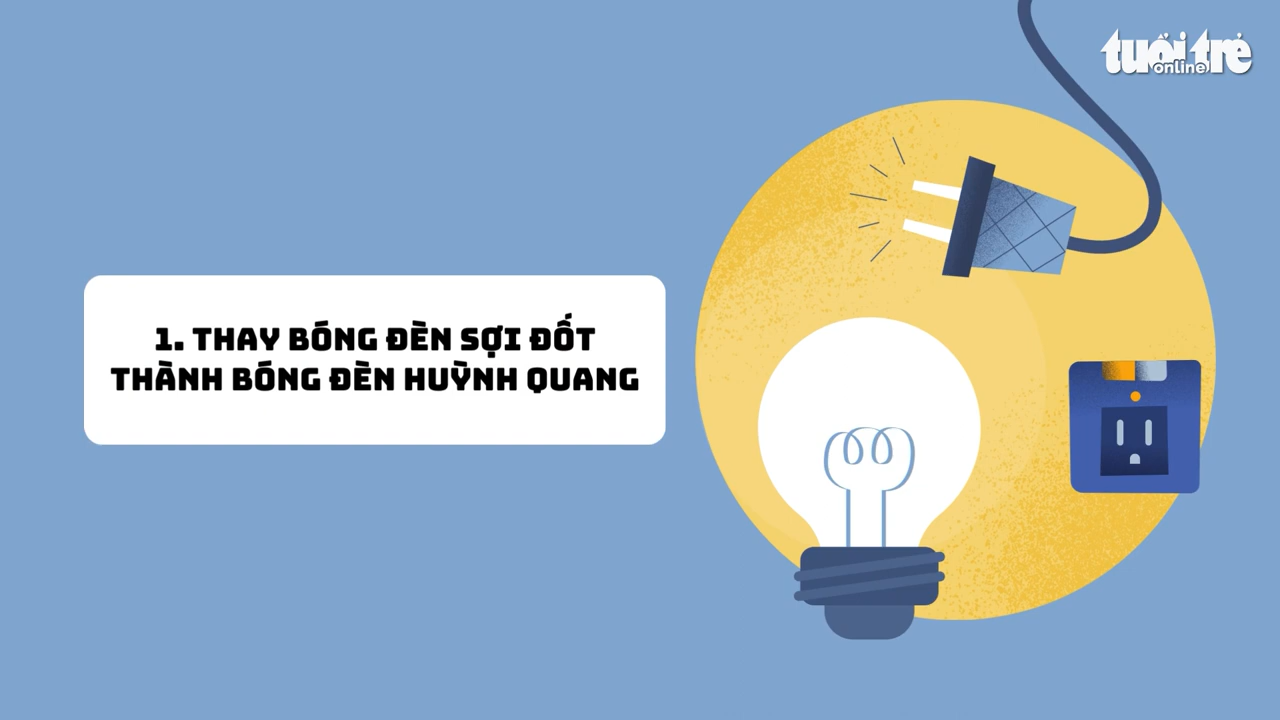 tuổi trẻ
online
1. THAY BÓNG ĐÈN SỢI ĐỐT
THÀNH BÓNG ĐÈN HUỲNH QUANG